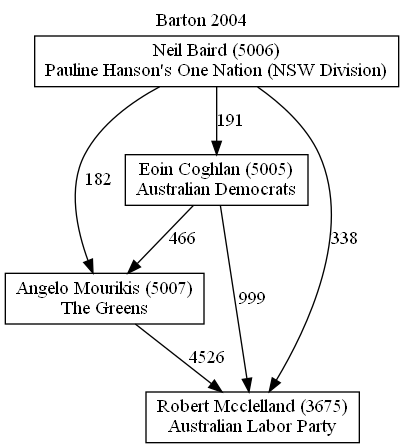 Barton 2004
Neil Baird (5006)
Pauline Hanson's One Nation (NSW Division)
191
Eoin Coghlan (5005)
Australian Democrats
182
466
338
Angelo Mourikis (5007)
The Greens
999
4526
Robert Mcclelland (3675)
Australian Labor Party